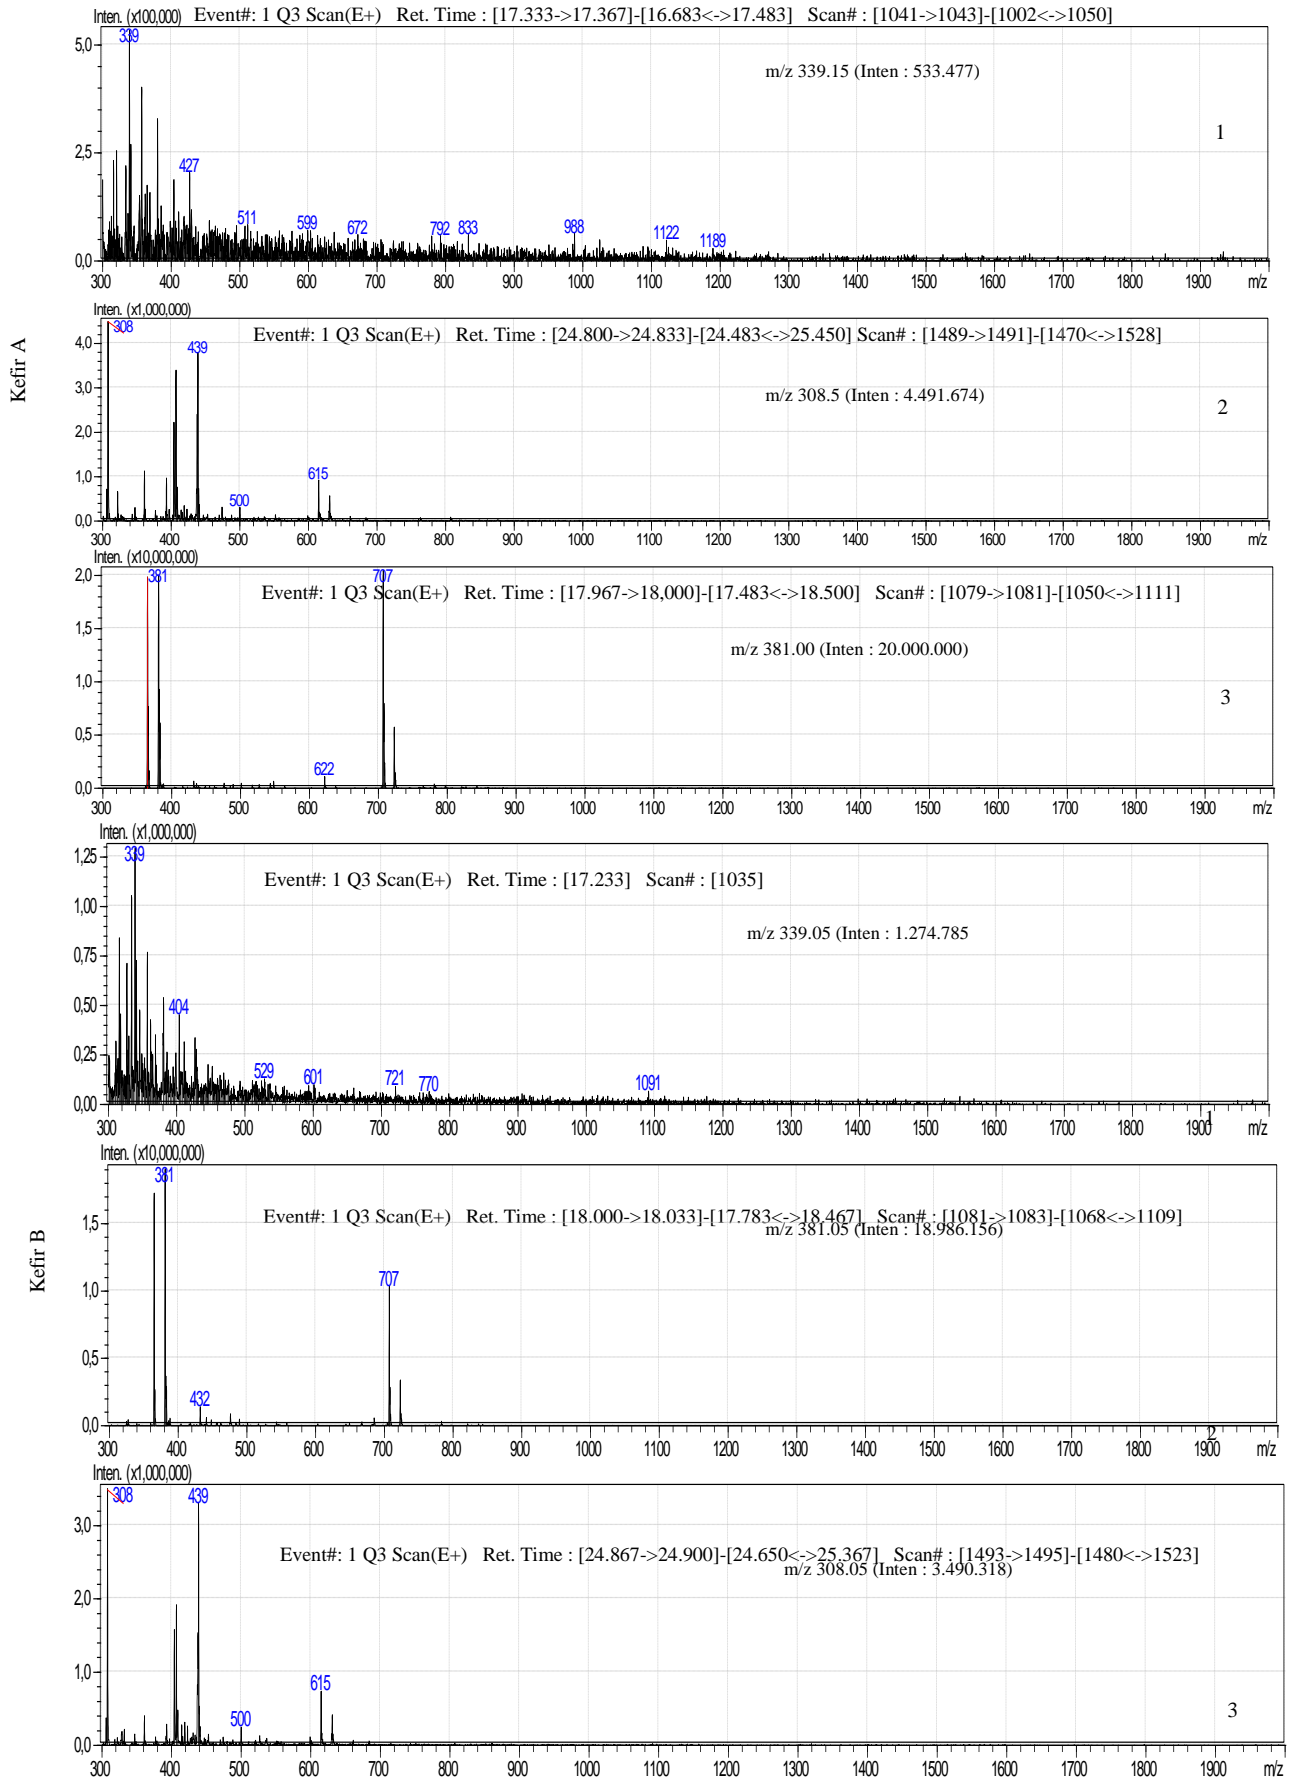 Inten. (x100,000)
Event#: 1 Q3 Scan(E+) Ret. Time : [17.333->17.367]-[16.683<->17.483] Scan# : [1041->1043]-[1002<->1050]
5,0
339
m/z 339.15 (Inten : 533.477)
1
2,5
427
511
599
672
792
833
988
1122
1189
0,0
300 400 500 600 700 800 900 1000 1100 1200 1300 1400 1500 1600 1700 1800 1900 m/z
Kefir A
Inten. (x1,000,000)
308
Event#: 1 Q3 Scan(E+) Ret. Time : [24.800->24.833]-[24.483<->25.450] Scan# : [1489->1491]-[1470<->1528]
4,0
439
m/z 308.5 (Inten : 4.491.674)
2
3,0
2,0
1,0
615
500
0,0
300 400 500 600 700 800 900 1000 1100 1200 1300 1400 1500 1600 1700 1800 1900 m/z
Inten. (x10,000,000)
2,0
381
707
Event#: 1 Q3 Scan(E+) Ret. Time : [17.967->18,000]-[17.483<->18.500] Scan# : [1079->1081]-[1050<->1111]
1,5
m/z 381.00 (Inten : 20.000.000)
3
1,0
0,5
622
0,0
300 400 500 600 700 800 900 1000 1100 1200 1300 1400 1500 1600 1700 1800 1900 m/z
Inten. (x1,000,000)
1,25
339
Event#: 1 Q3 Scan(E+) Ret. Time : [17.233] Scan# : [1035]
1,00
m/z 339.05 (Inten : 1.274.785
0,75
0,50
404
0,25
529
601
721
770
1091
0,00
1
300 400 500 600 700 800 900 1000 1100 1200 1300 1400 1500 1600 1700 1800 1900 m/z
Kefir B
Inten. (x10,000,000)
381
Event#: 1 Q3 Scan(E+) Ret. Time : [18.000->18.033]-[17.783<->18.467] Scan# : [1081->1083]-[1068<->1109]
1,5
m/z 381.05 (Inten : 18.986.156)
707
1,0
0,5
432
0,0
2
300 400 500 600 700 800 900 1000 1100 1200 1300 1400 1500 1600 1700 1800 1900 m/z
Inten. (x1,000,000)
308
439
3,0
Event#: 1 Q3 Scan(E+) Ret. Time : [24.867->24.900]-[24.650<->25.367] Scan# : [1493->1495]-[1480<->1523]
m/z 308.05 (Inten : 3.490.318)
2,0
1,0
615
500
3
0,0
300 400 500 600 700 800 900 1000 1100 1200 1300 1400 1500 1600 1700 1800 1900 m/z